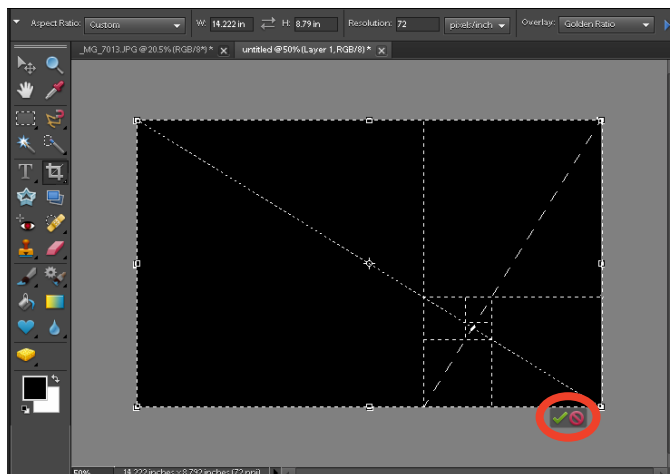 Aspect Ratio: Custom W: 14.222 in H: 8.79 in Resolution: 72 pixels/inch Overlay: Golden Ratio
_MG_7013.JPG @ 20.5% (RGB/8*) * x untitled @ 50% (Layer 1, RGB/8) * x
T
50% 14.222 inches x 8.792 inches (72 ppi)